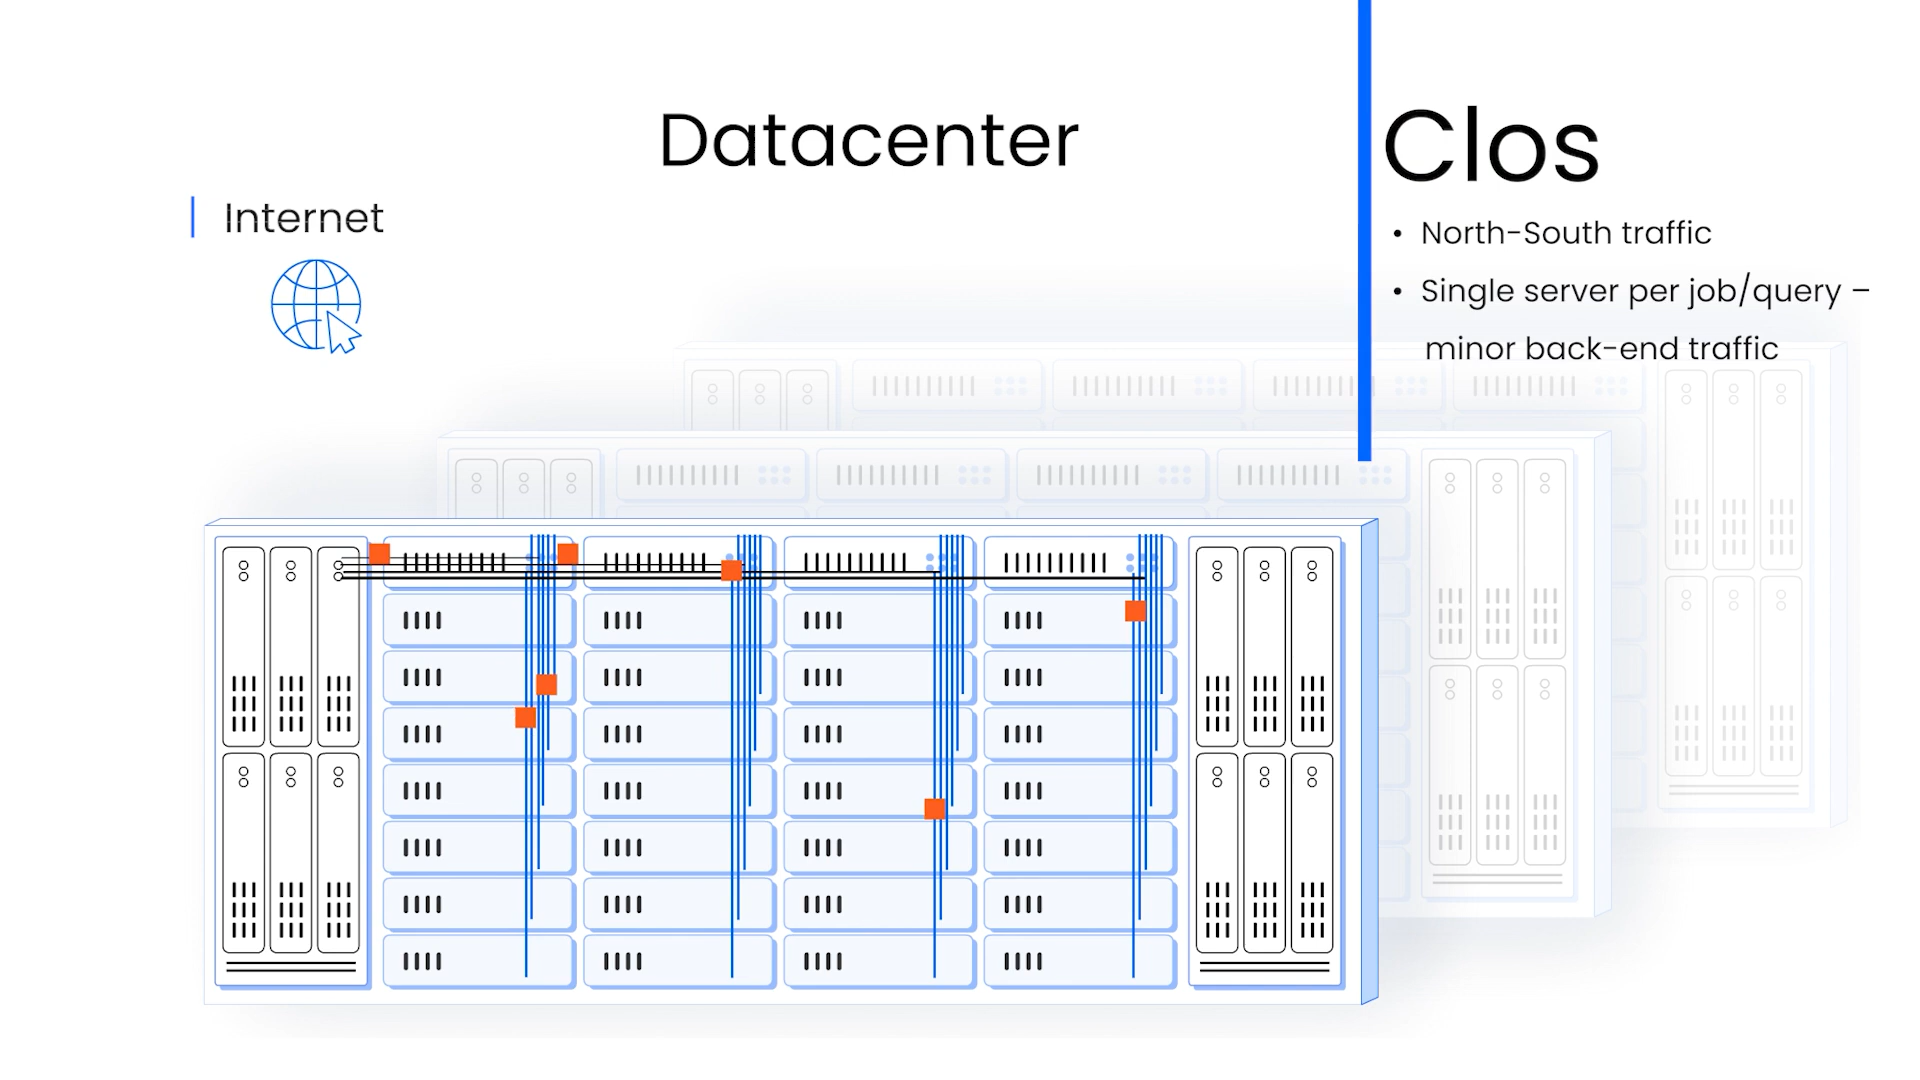 Datacenter
Internet
Clos
• North-South traffic
• Single server per job/query –
minor back-end traffic